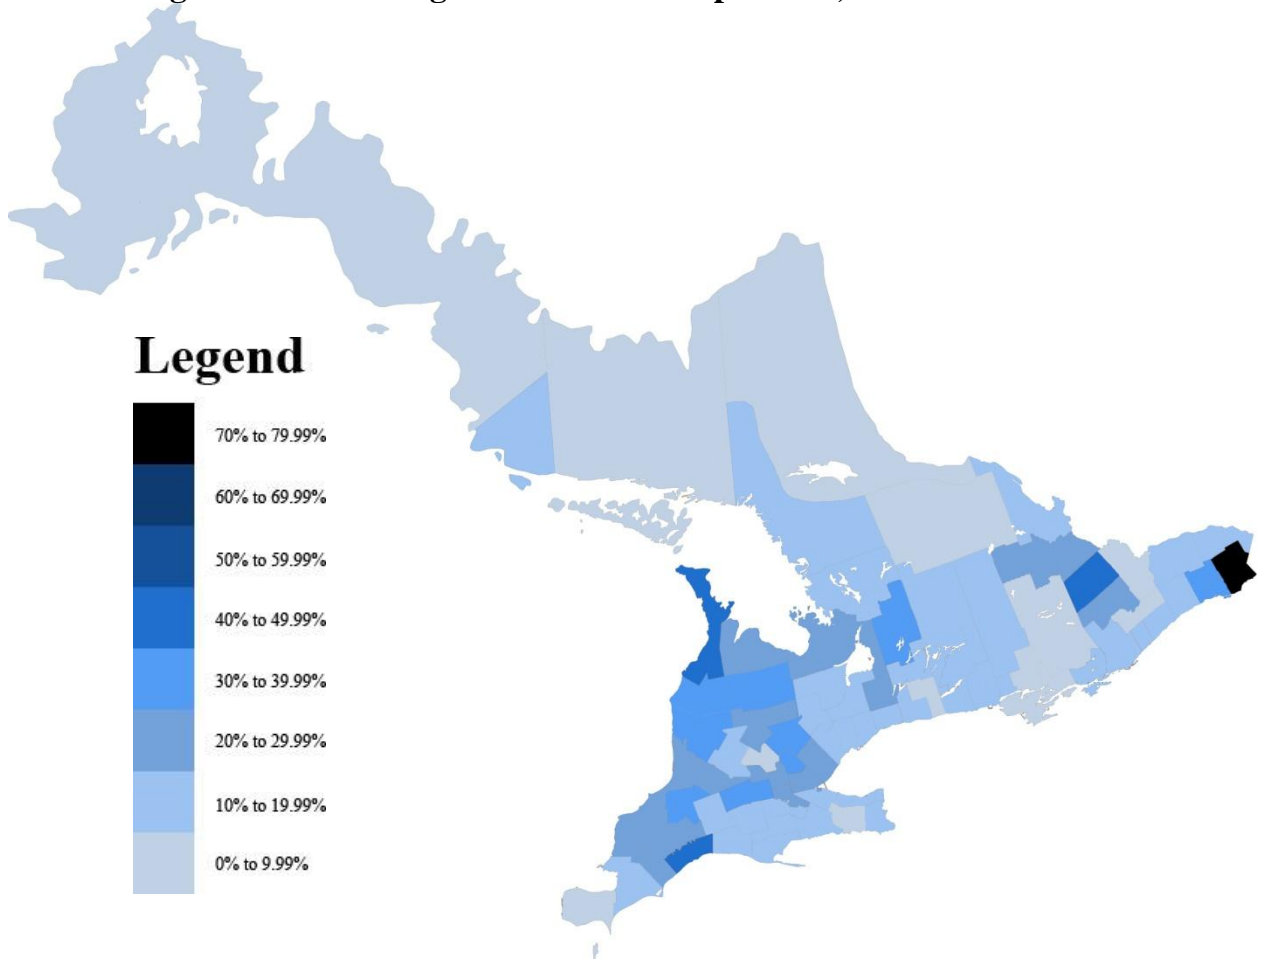 Legend
70% to 79.99%
60% to 69.99%
50% to 59.99%
40% to 49.99%
30% to 39.99%
20% to 29.99%
10% to 19.99%
0% to 9.99%